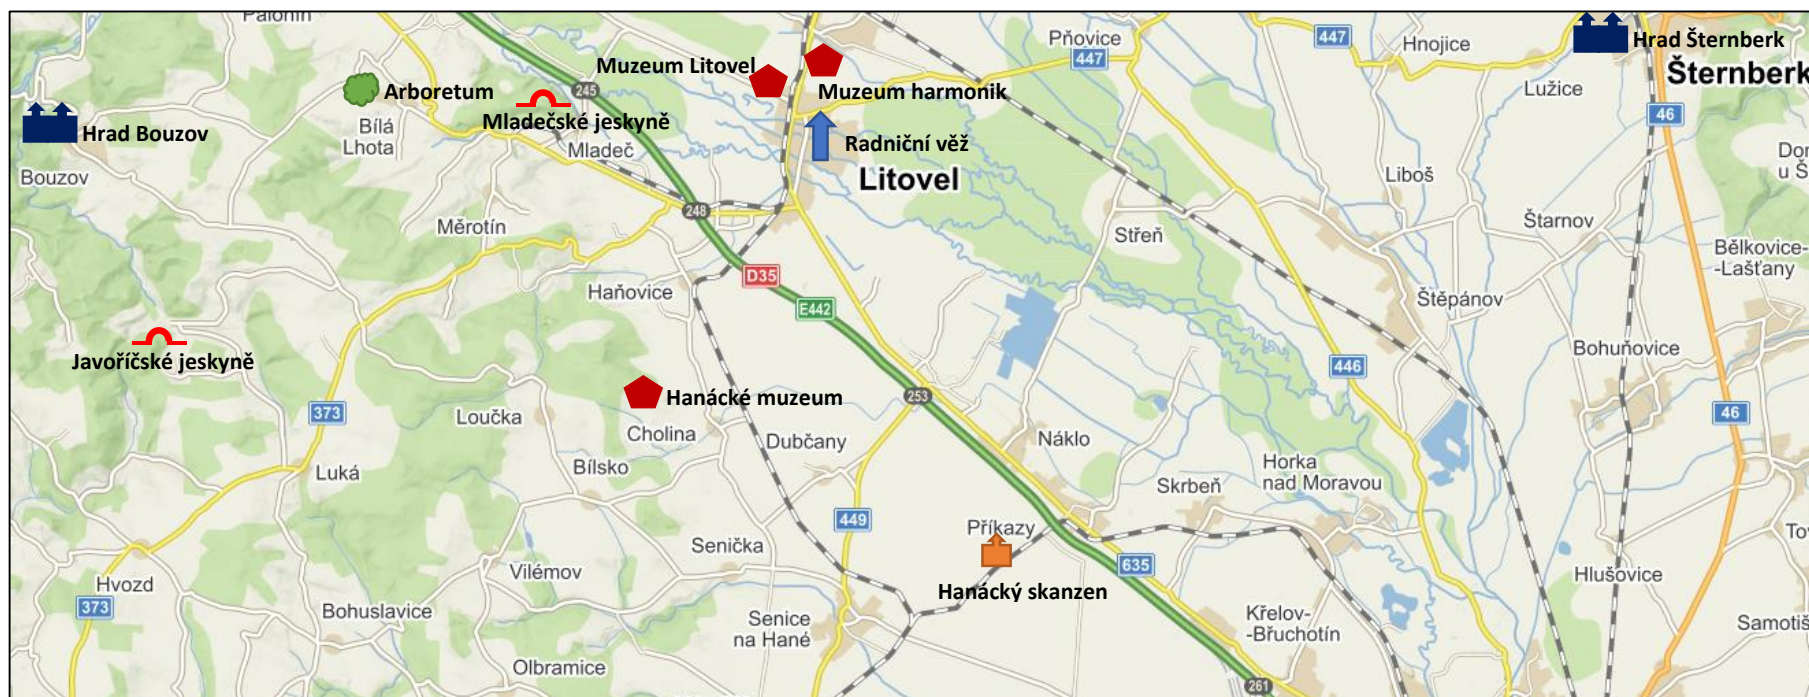 Palonín
Pňovice
447
447
Hnojice
Hrad Šternberk
Šternberk
Muzeum Litovel
Muzeum harmonik
Lužice
245
Arboretum
Mladečské jeskyně
46
Hrad Bouzov
Bílá
Lhota
Mladeč
Radniční věž
Litovel
Bouzov
Liboš
248
Měrotín
Střeň
Štarnov
Bělkovice-
-Lašťany
D35
Haňovice
E442
Štěpánov
Javoříčské jeskyně
Bohuňovice
446
Hanácké muzeum
253
373
Loučka
46
Cholina
Dubčany
Náklo
Luká
Bílsko
Horka
nad Moravou
Skrbeň
449
Příkazy
Senička
635
Hvozd
Vilémov
Hlušovice
Hanácký skanzen
373
Bohuslavice
Senice
na Hané
Křelov-
-Břuchotín
Samotiš
Olbramice
261